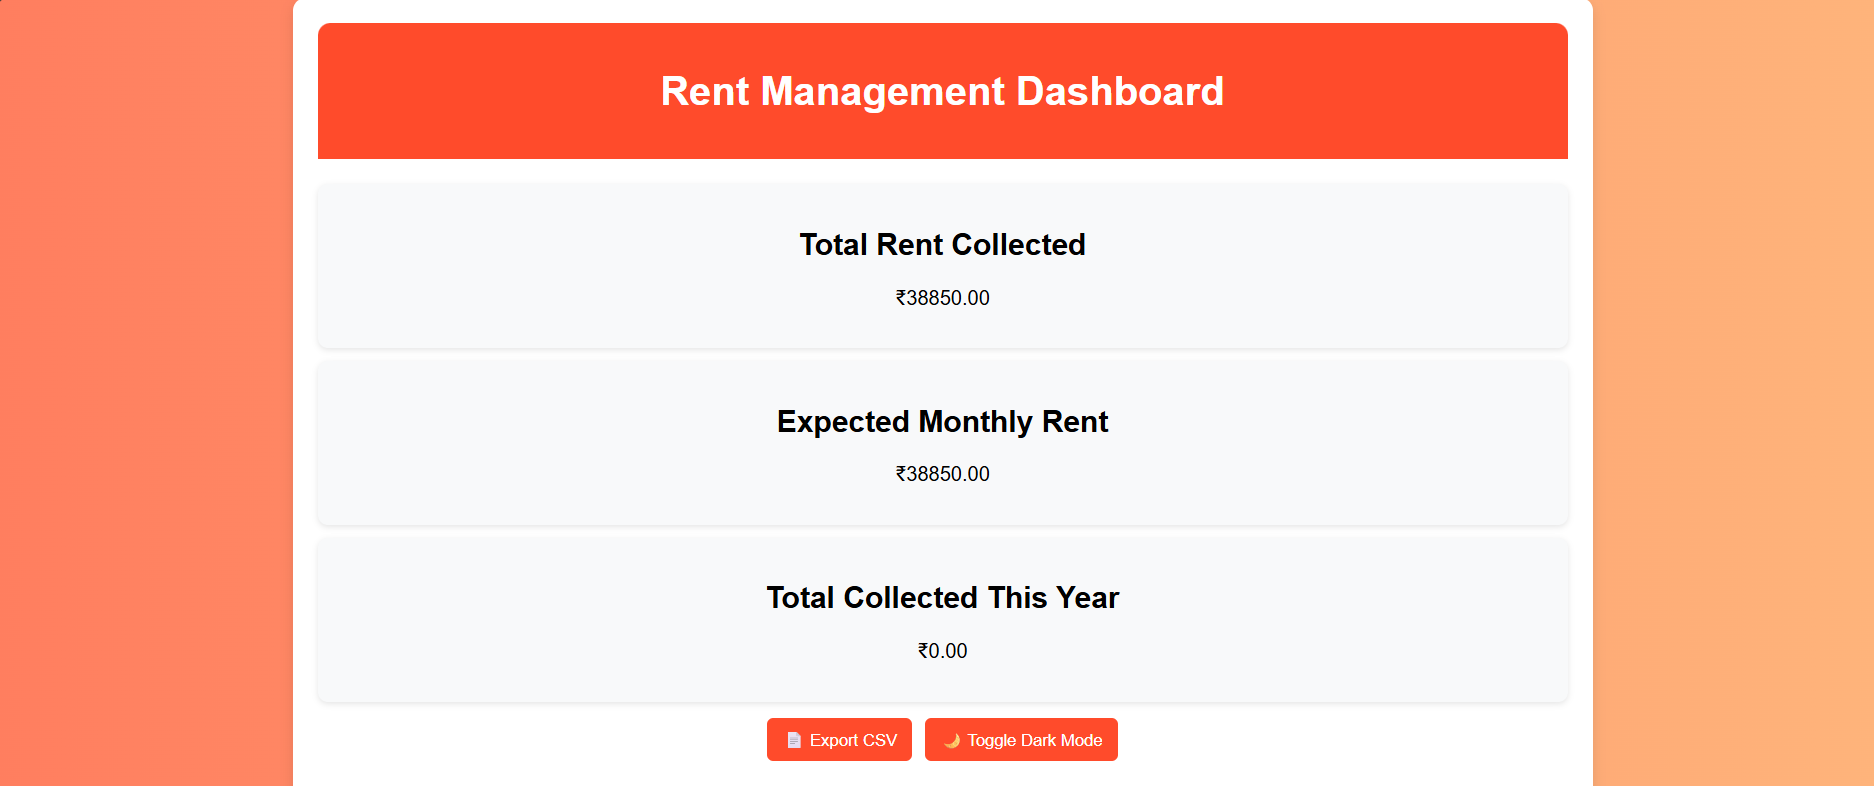 Rent Management Dashboard
Total Rent Collected
₹38850.00
Expected Monthly Rent
₹38850.00
Total Collected This Year
₹0.00
📄 Export CSV
🌙 Toggle Dark Mode